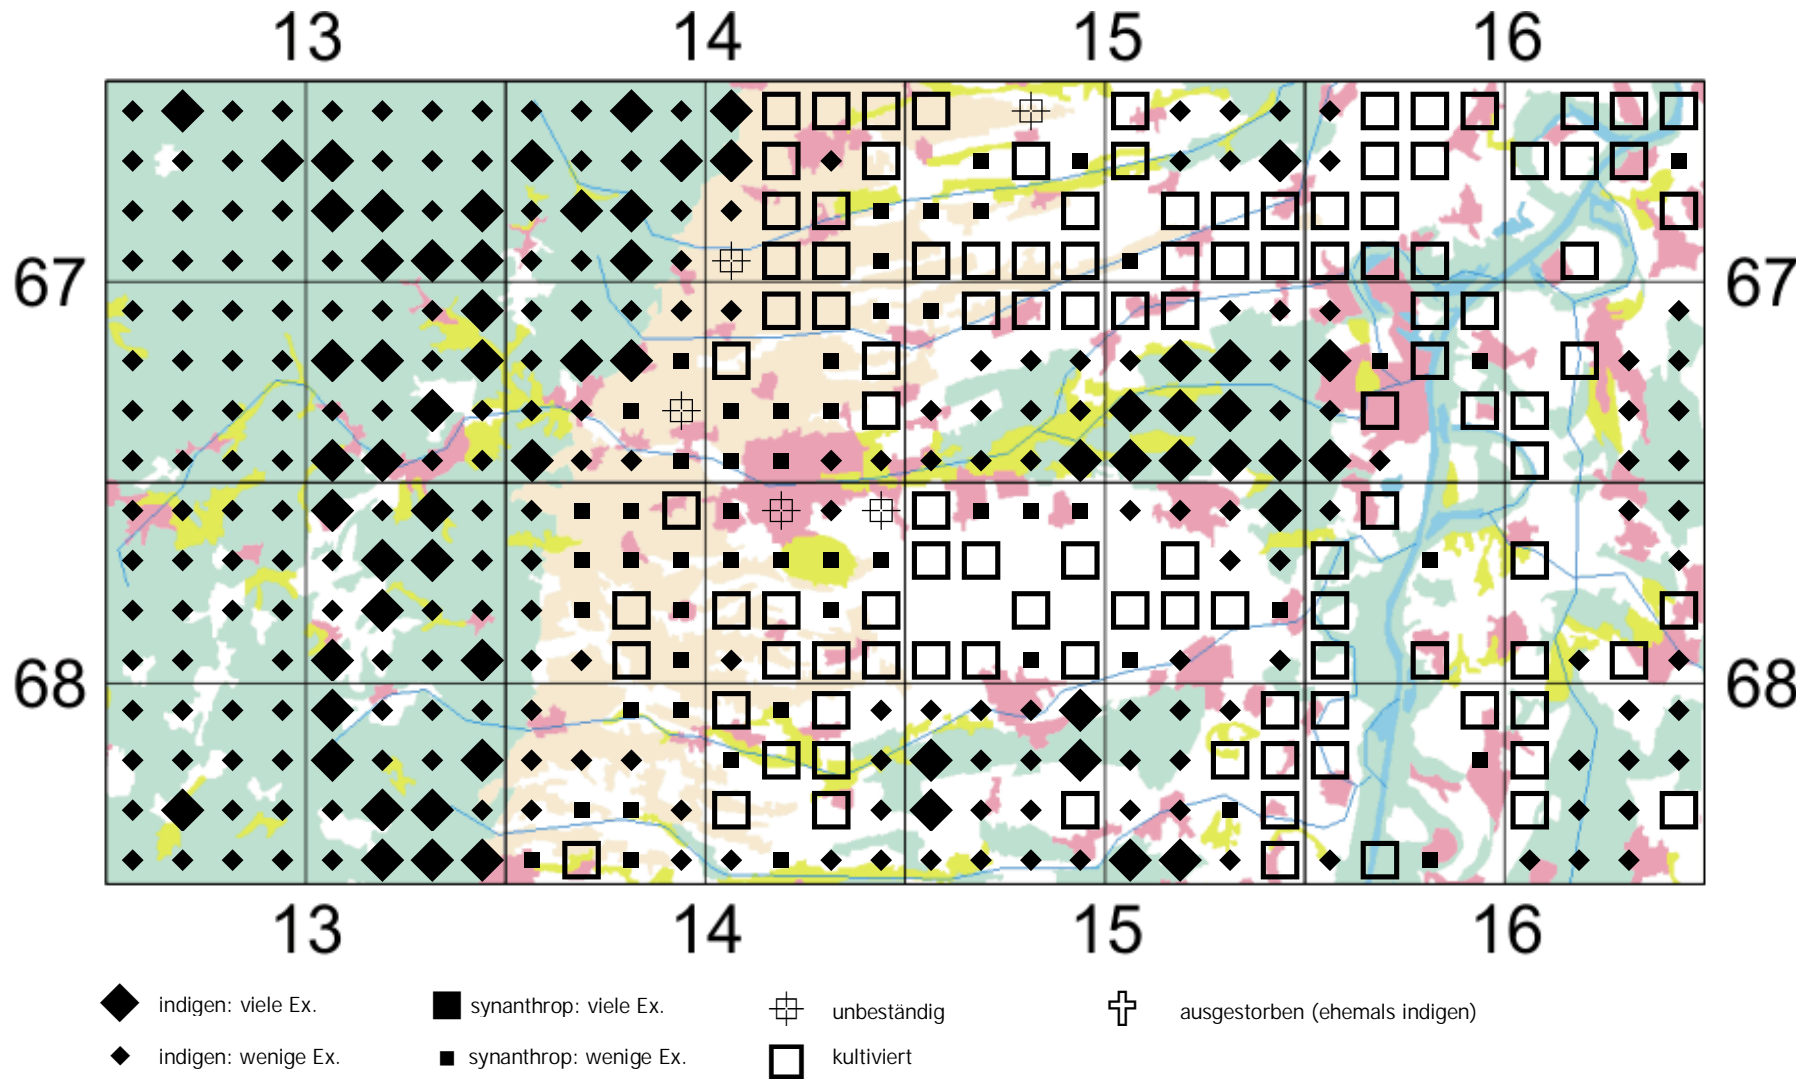 13 14 15 16
67 67
68 68
13 14 15 16
indigen: viele Ex. synanthrop: viele Ex. unbeständig ausgestorben (ehemals indigen)
indigen: wenige Ex. synanthrop: wenige Ex. kultiviert